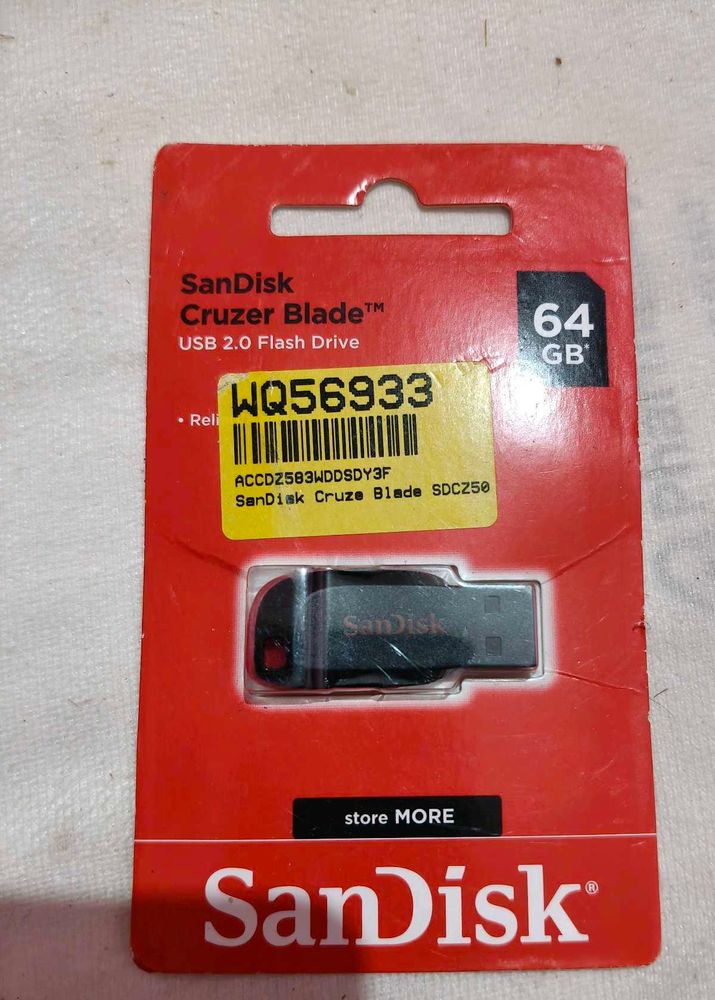 SanDisk
Cruzer Blade™
USB 2.0 Flash Drive
64
GB*
• Reli
WQ56933
ACCDZ583WDDSDY3F
SanDisk Cruze Blade SDCZ50
SanDisk
store MORE
SanDisk®